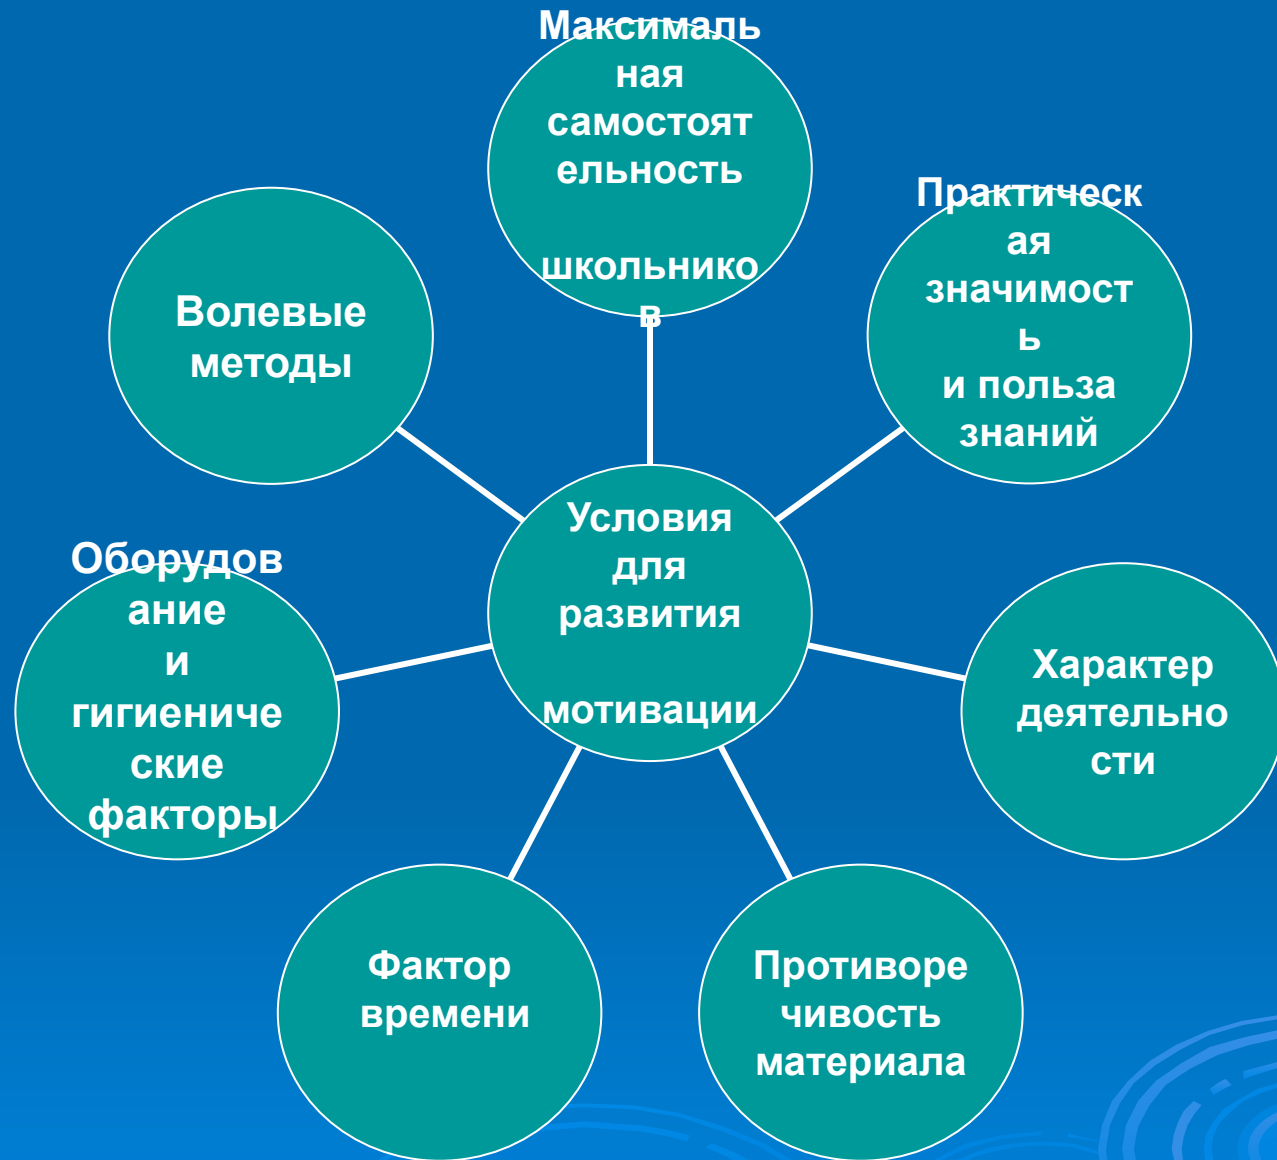 Максималь
ная
самостоят
ельность
школьнико
в
Практическ
ая
значимост
ь
и польза
знаний
Волевые
методы
Условия
для
развития
мотивации
Оборудов
ание
и
гигиениче
ские
факторы
Характер
деятельно
сти
Фактор
времени
Противоре
чивость
материала